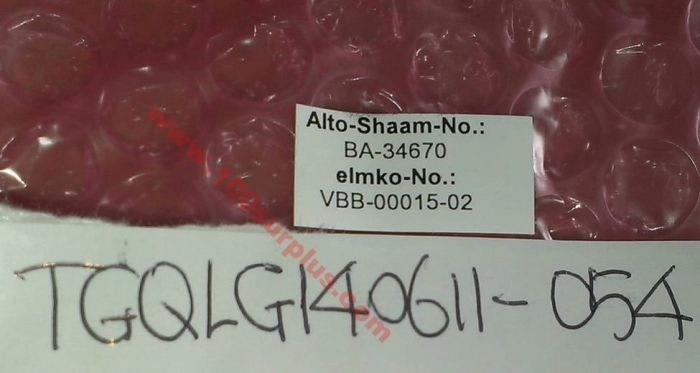 Alto-Shaam-No.:
BA-34670
elmko-No.:
VBB-00015-02
TGQLG140611-054